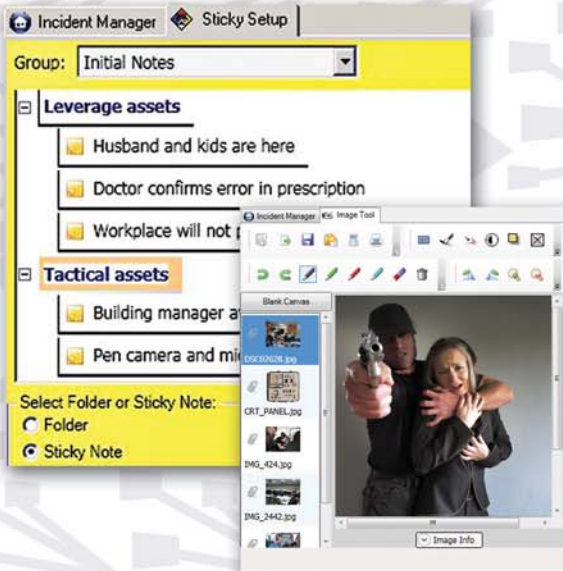 Incident Manager Sticky Setup
Group: Initial Notes
Leverage assets
Husband and kids are here
Doctor confirms error in prescription
Workplace will not
Tactical assets
Building manager
Pen camera and
Select Folder or Sticky Note:
Folder
Sticky Note
Incident Manager Image Tool
Blank Canvas
DSC02628.jpg
CRT_PANEL.jpg
IMG_424.jpg
IMG_2442.jpg
Image Info